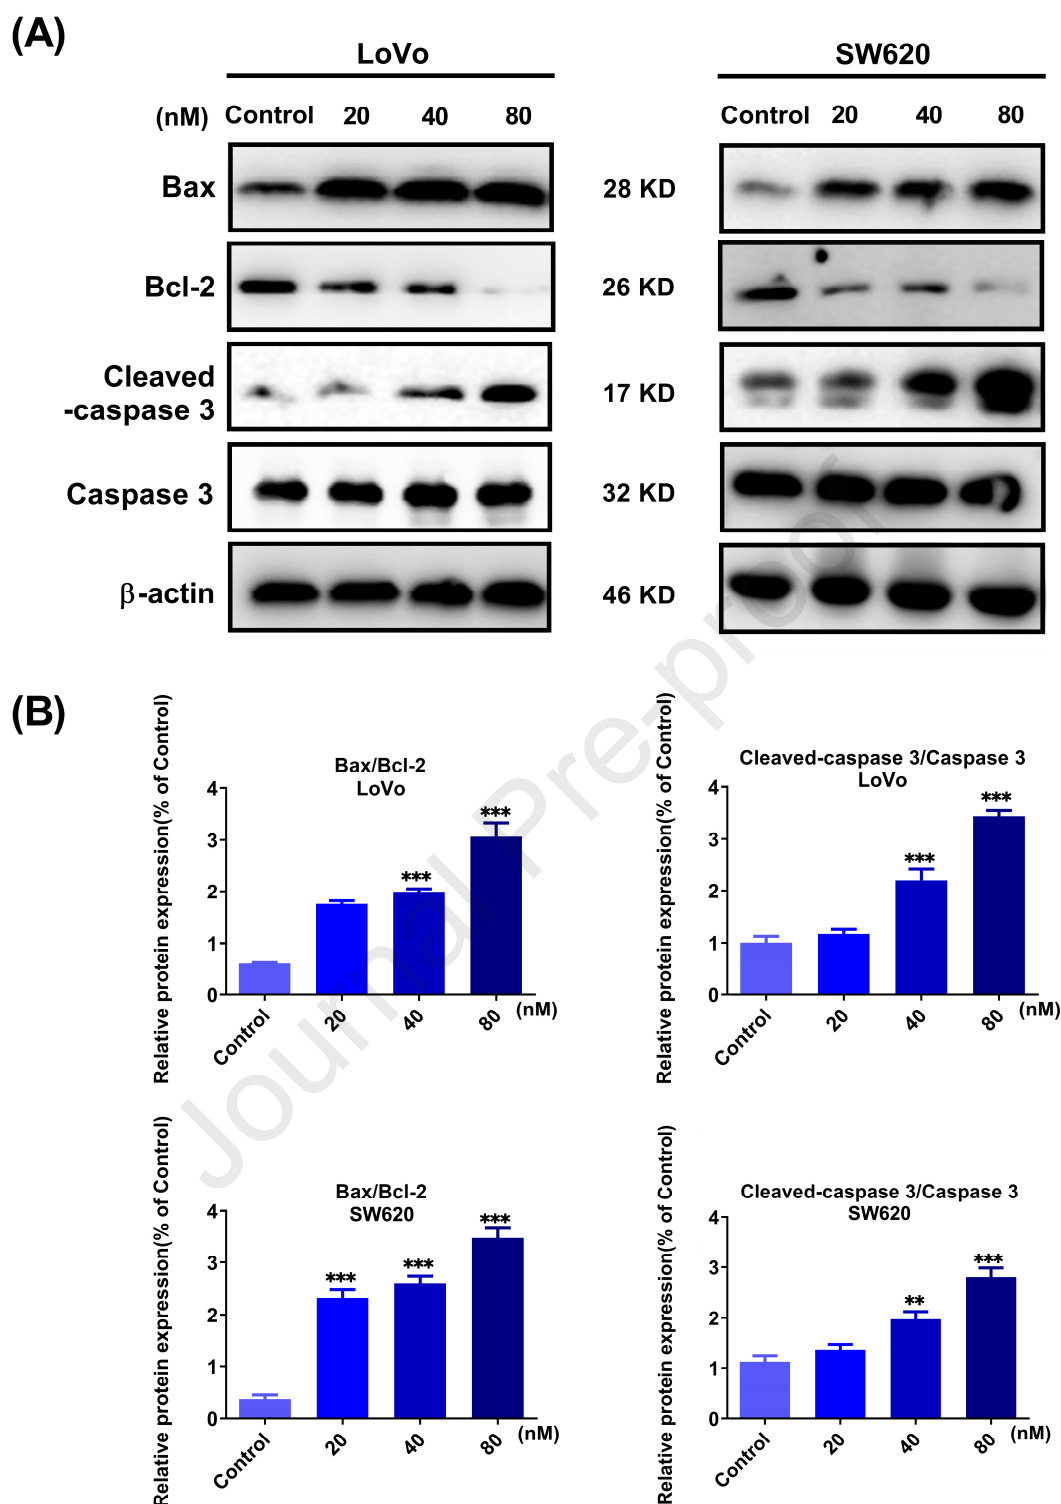 (A)
LoVo
SW620
(nM) Control 20 40 80
Control 20 40 80
Bax
28 KD
Bcl-2
26 KD
Cleaved
-caspase 3
17 KD
Caspase 3
32 KD
β-actin
46 KD
(B)
Relative protein expression(% of Control)
Bax/Bcl-2
LoVo
4
3
2
1
0
***
***
Control
20
40
80
(nM)
Relative protein expression(% of Control)
Cleaved-caspase 3/Caspase 3
LoVo
4
3
2
1
0
***
***
Control
20
40
80
(nM)
Relative protein expression(% of Control)
Bax/Bcl-2
SW620
4
3
2
1
0
***
***
***
Control
20
40
80
(nM)
Relative protein expression(% of Control)
Cleaved-caspase 3/Caspase 3
SW620
4
3
2
1
0
**
***
Control
20
40
80
(nM)
Journal Pre-proof